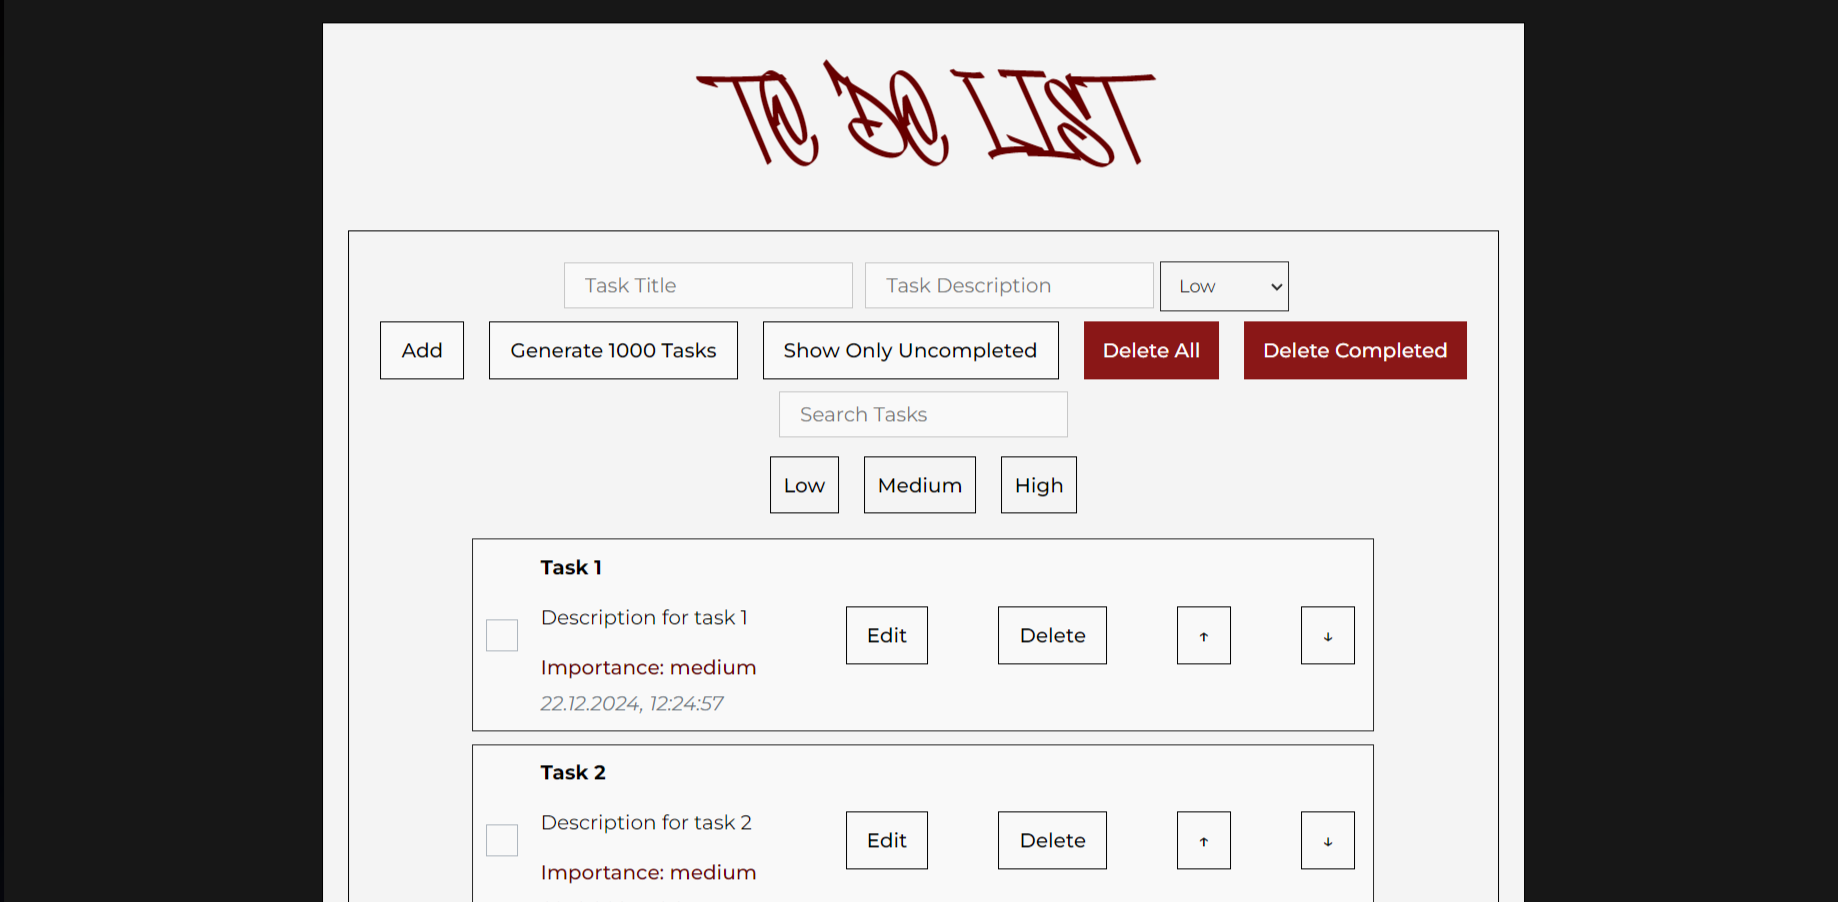 TO DO LIST
Task Title Task Description Low
Add Generate 1000 Tasks Show Only Uncompleted Delete All Delete Completed
Search Tasks
Low Medium High
Task 1
Description for task 1
Importance: medium
22.12.2024, 12:24:57
Edit Delete ↑ ↓
Task 2
Description for task 2
Importance: medium
Edit Delete ↑ ↓